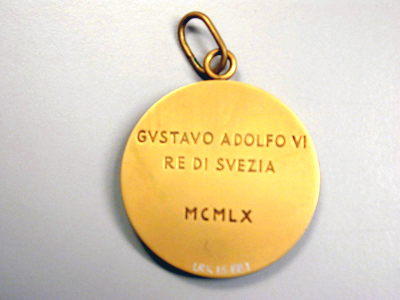 GVSTAVO ADOLFO VI
RE DI SVEZIA
MCMLX